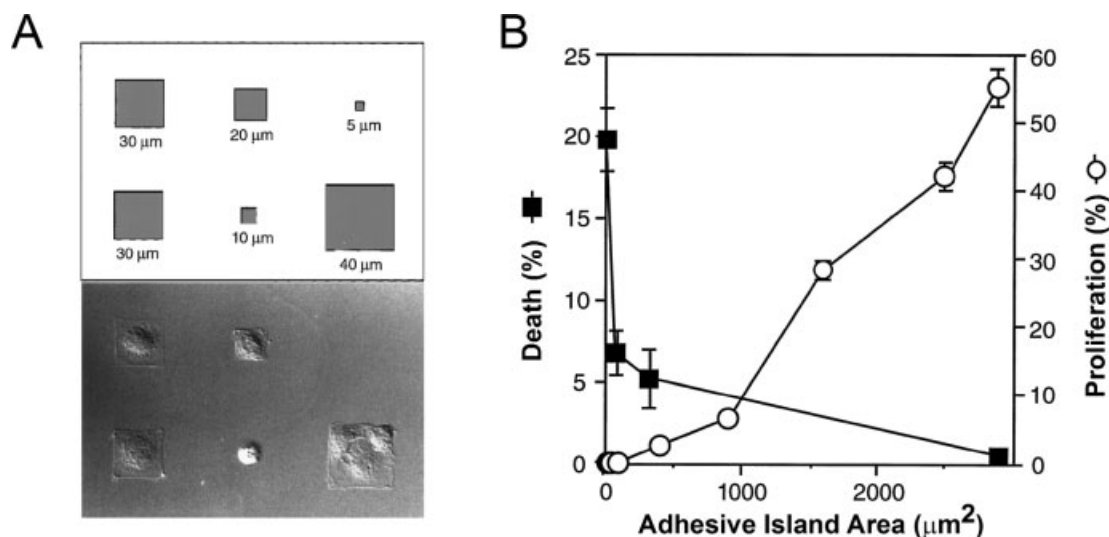 A
30 μm
20 μm
5 μm
30 μm
10 μm
40 μm
B
25
20
15
10
5
0
Death (%)
60
50
40
30
20
10
0
Proliferation (%)
0
1000
2000
Adhesive Island Area (μm²)